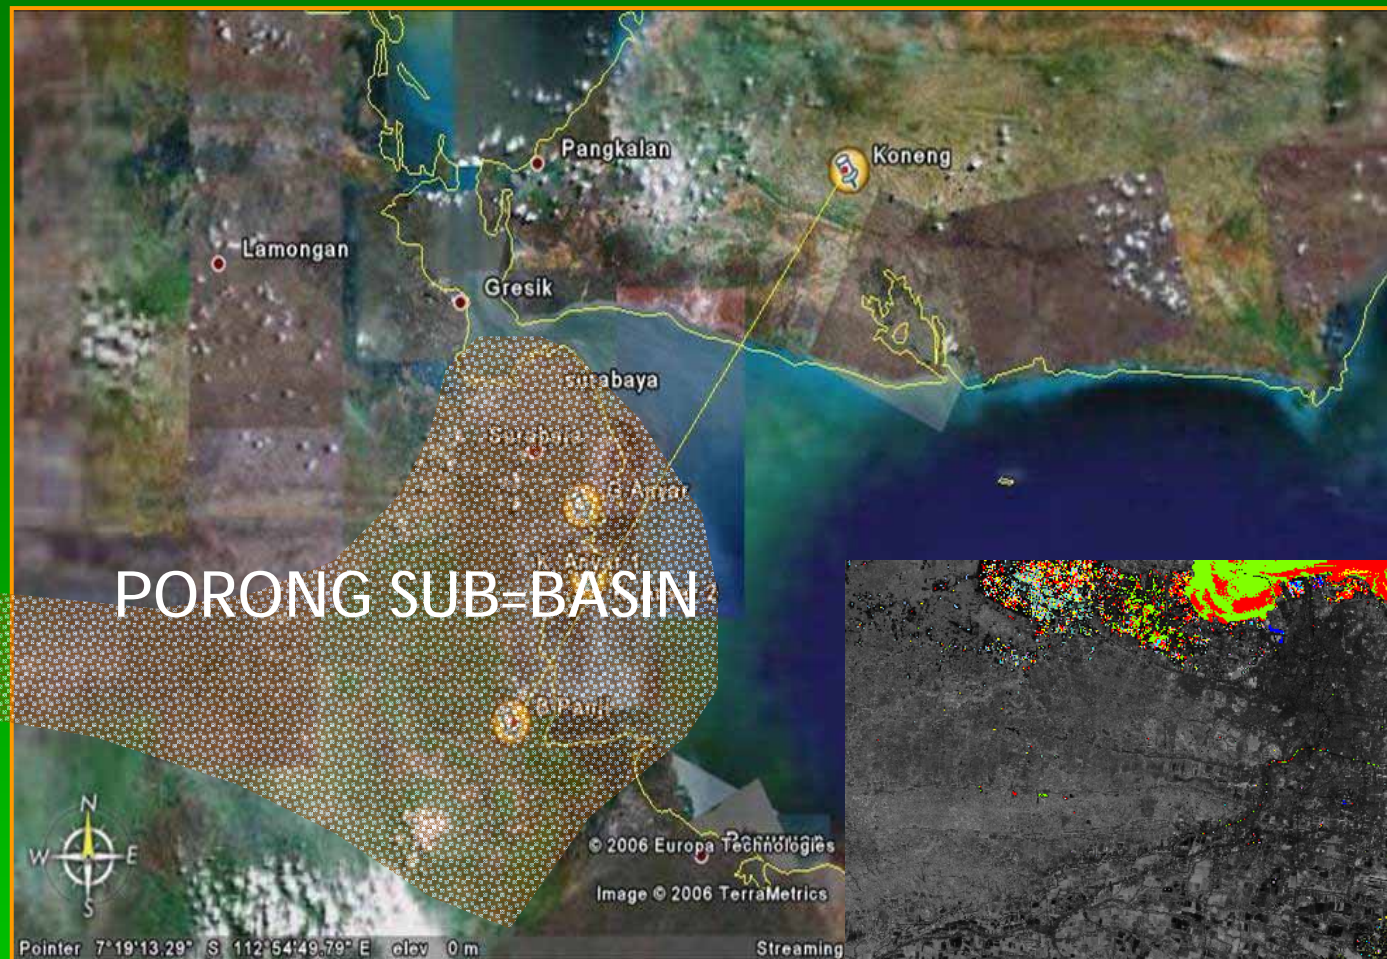 Pangkalan
Koneng
Lamongan
Gresik
surabaya
G Anyar
PORONG SUB=BASIN
N
W E
S
© 2006 Europa Technologies
Image © 2006 TerraMetrics
Pointer 7°19'13.29" S 112°54'49.79" E elev 0 m
Streaming